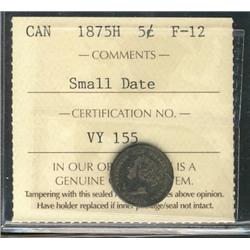 CAN 1875H 5¢ F-12
COMMENTS
Small Date
CERTIFICATION NO.
VY 155
IN OUR IS A
GENUINE EM.
Tampering with this sealed es above opinion.
Have holder replaced if inner seal not intact.